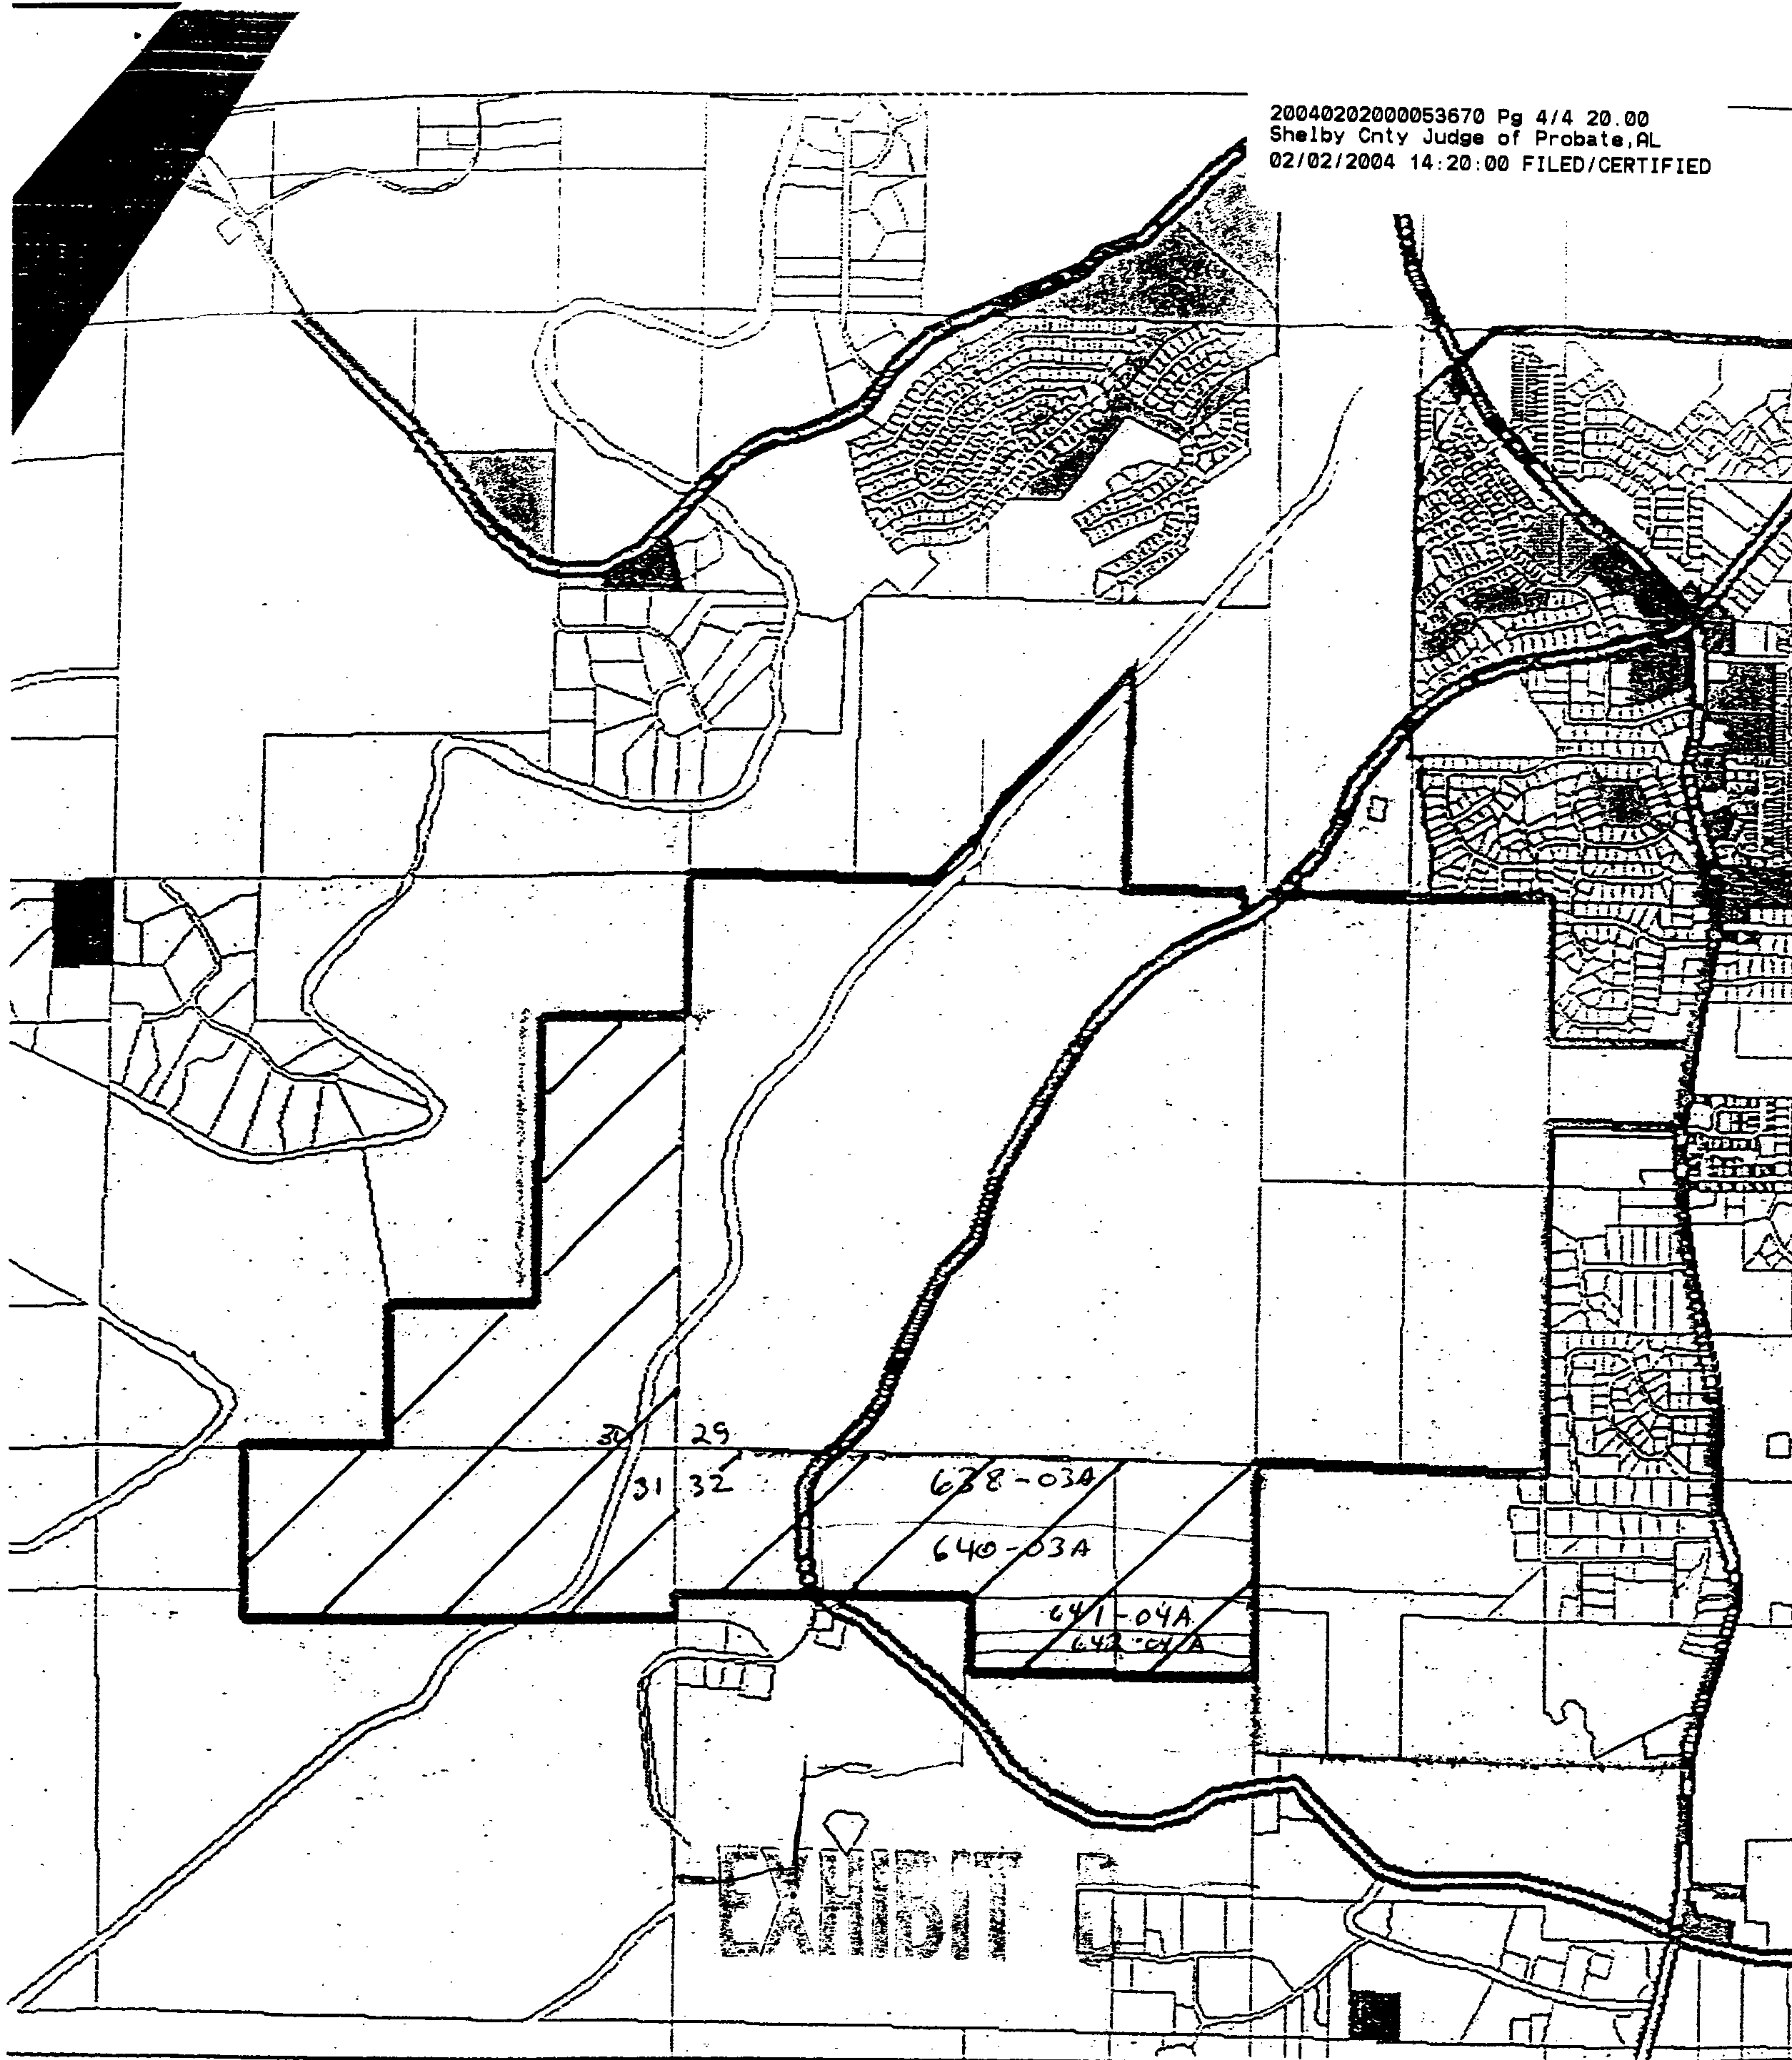 200402020000053670 Pg 4/4 20.00
Shelby Cnty Judge of Probate,AL
02/02/2004 14:20:00 FILED/CERTIFIED
30 29
31 32
638-03A
640-03A
641-04A
642-04A
EXHIBIT